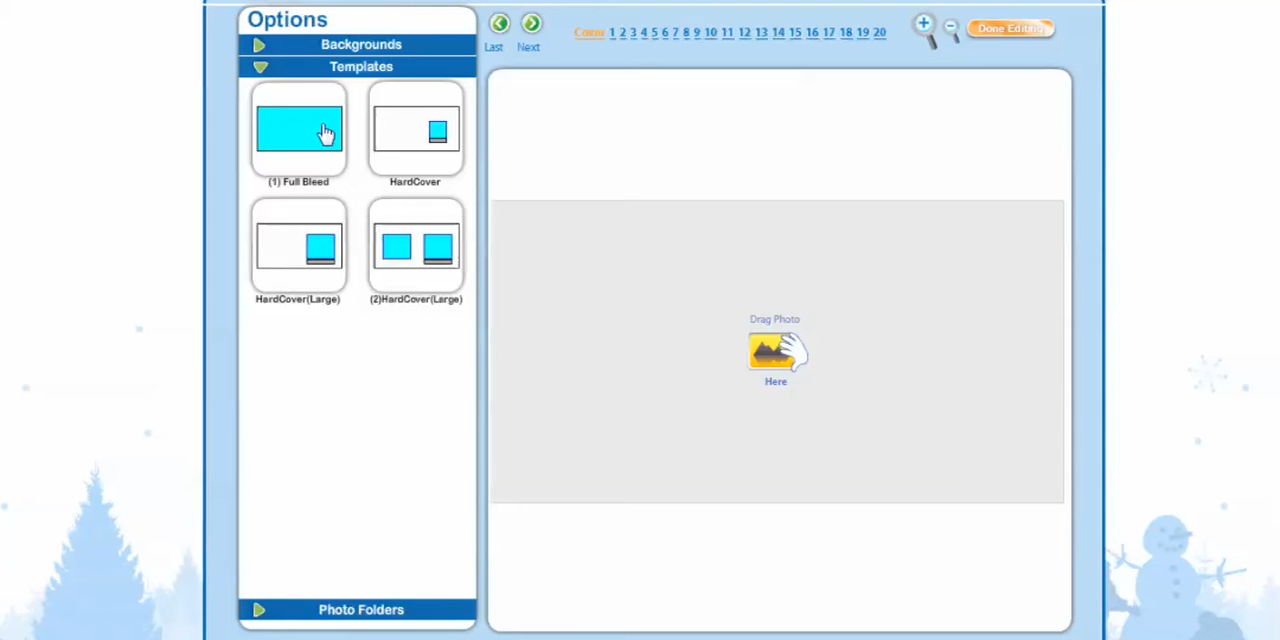 Options
Backgrounds
Templates
(1) Full Bleed
HardCover
HardCover(Large)
(2)HardCover(Large)
Photo Folders
Last
Next
Cover 1 2 3 4 5 6 7 8 9 10 11 12 13 14 15 16 17 18 19 20
Done Editing
Drag Photo
Here